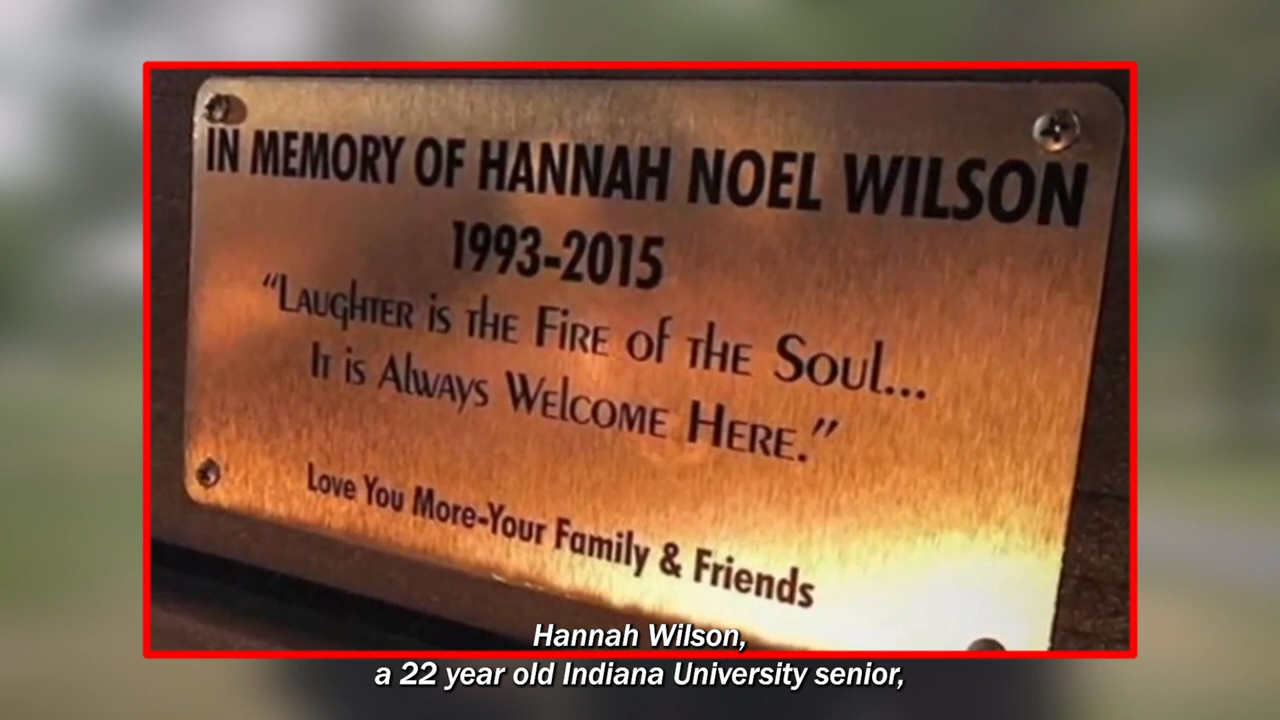 IN MEMORY OF HANNAH NOEL WILSON
1993-2015
“LAUGHTER iS THE FIRE of THE SOUL...
IT iS ALWAYS WELCOME HERE.”
Love You More-Your Family & Friends
Hannah Wilson,
a 22 year old Indiana University senior,